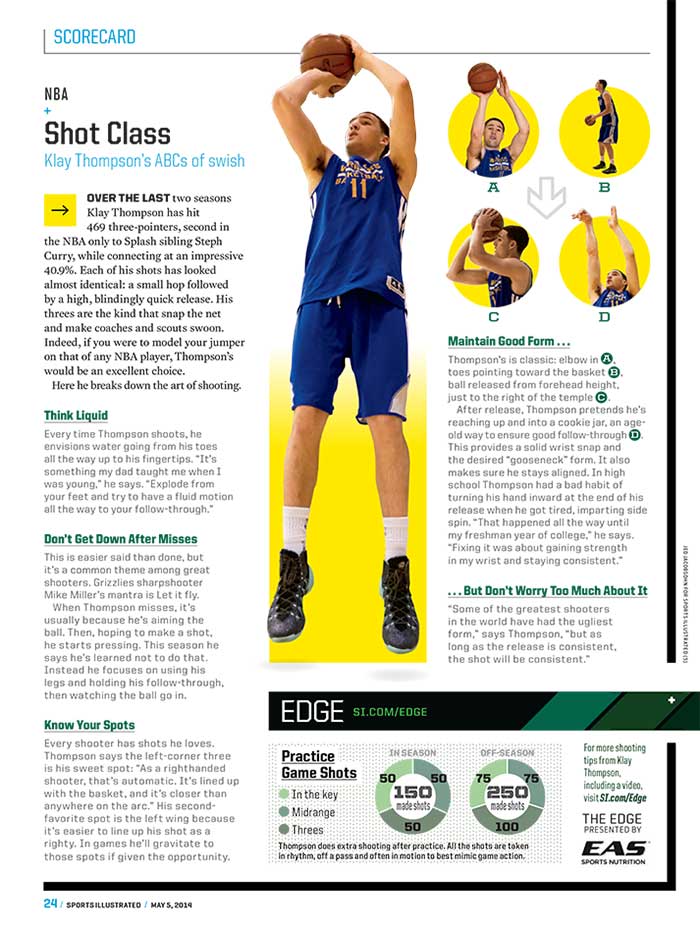 SCORECARD
NBA
+
Shot Class
Klay Thompson's ABCs of swish
→ OVER THE LAST two seasons
Klay Thompson has hit
469 three-pointers, second in
the NBA only to Splash sibling Steph
Curry, while connecting at an impressive
40.9%. Each of his shots has looked
almost identical: a small hop followed
by a high, blindingly quick release. His
threes are the kind that snap the net
and make coaches and scouts swoon.
Indeed, if you were to model your jumper
on that of any NBA player, Thompson's
would be an excellent choice.
Here he breaks down the art of shooting.
Think Liquid
Every time Thompson shoots, he
envisions water going from his toes
all the way up to his fingertips. "It's
something my dad taught me when I
was young," he says. "Explode from
your feet and try to have a fluid motion
all the way to your follow-through."
Don't Get Down After Misses
This is easier said than done, but
it's a common theme among great
shooters. Grizzlies sharpshooter
Mike Miller's mantra is Let it fly.
When Thompson misses, it's
usually because he's aiming the
ball. Then, hoping to make a shot,
he starts pressing. This season he
says he's learned not to do that.
Instead he focuses on using his
legs and holding his follow-through,
then watching the ball go in.
Know Your Spots
Every shooter has shots he loves.
Thompson says the left-corner three
is his sweet spot: "As a righthanded
shooter, that's automatic. It's lined up
with the basket, and it's closer than
anywhere on the arc." His second-
favorite spot is the left wing because
it's easier to line up his shot as a
righty. In games he'll gravitate to
those spots if given the opportunity.
11
A
B
C
D
Maintain Good Form . . .
Thompson's is classic: elbow in A,
toes pointing toward the basket B,
ball released from forehead height,
just to the right of the temple C.
After release, Thompson pretends he's
reaching up and into a cookie jar, an age-
old way to ensure good follow-through D.
This provides a solid wrist snap and
the desired "gooseneck" form. It also
makes sure he stays aligned. In high
school Thompson had a bad habit of
turning his hand inward at the end of his
release when he got tired, imparting side
spin. "That happened all the way until
my freshman year of college," he says.
"Fixing it was about gaining strength
in my wrist and staying consistent."
. . . But Don't Worry Too Much About It
"Some of the greatest shooters
in the world have had the ugliest
form," says Thompson, "but as
long as the release is consistent,
the shot will be consistent."
EDGE SI.COM/EDGE
+
Practice
Game Shots
In the key
Midrange
Threes
IN SEASON
50 50
150
made shots
50
OFF-SEASON
75 75
250
made shots
100
Thompson does extra shooting after practice. All the shots are taken
in rhythm, off a pass and often in motion to best mimic game action.
For more shooting
tips from Klay
Thompson,
including a video,
visit SI.com/Edge
THE EDGE
PRESENTED BY
EAS
SPORTS NUTRITION
24 / SPORTS ILLUSTRATED / MAY 5, 2014